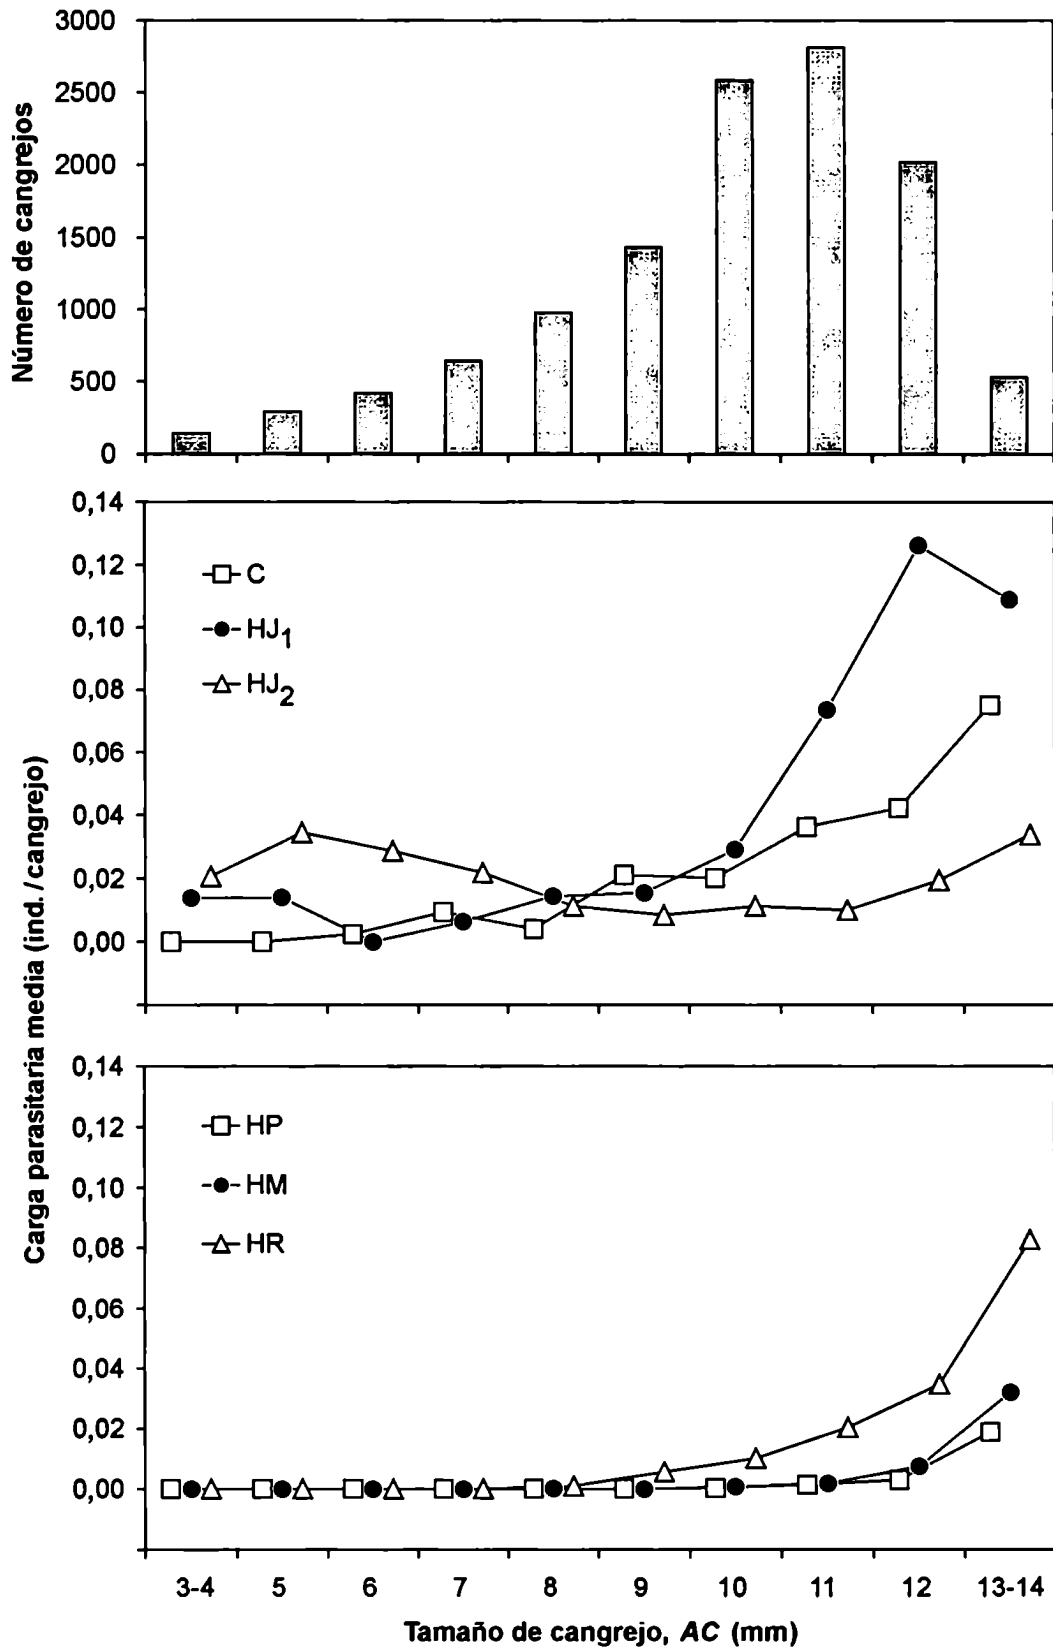 3000
2500
2000
1500
1000
500
0
Número de cangrejos
0,14
0,12
0,10
0,08
0,06
0,04
0,02
0,00
C
HJ1
HJ2
Carga parasitaria media (ind. / cangrejo)
0,14
0,12
0,10
0,08
0,06
0,04
0,02
0,00
HP
HM
HR
3-4 5 6 7 8 9 10 11 12 13-14
Tamaño de cangrejo, AC (mm)